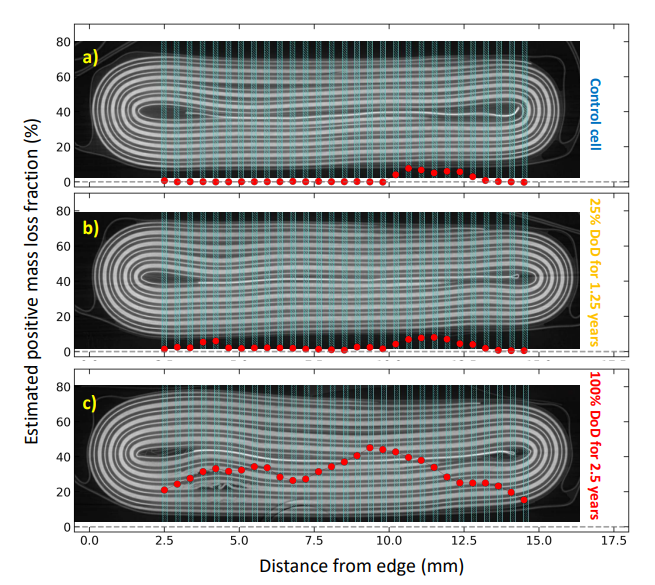 80
a)
60
40
20
0
Control cell
80
b)
60
40
20
0
25% DoD for 1.25 years
80
c)
60
40
20
0
100% DoD for 2.5 years
Estimated positive mass loss fraction (%)
0.0 2.5 5.0 7.5 10.0 12.5 15.0 17.5
Distance from edge (mm)